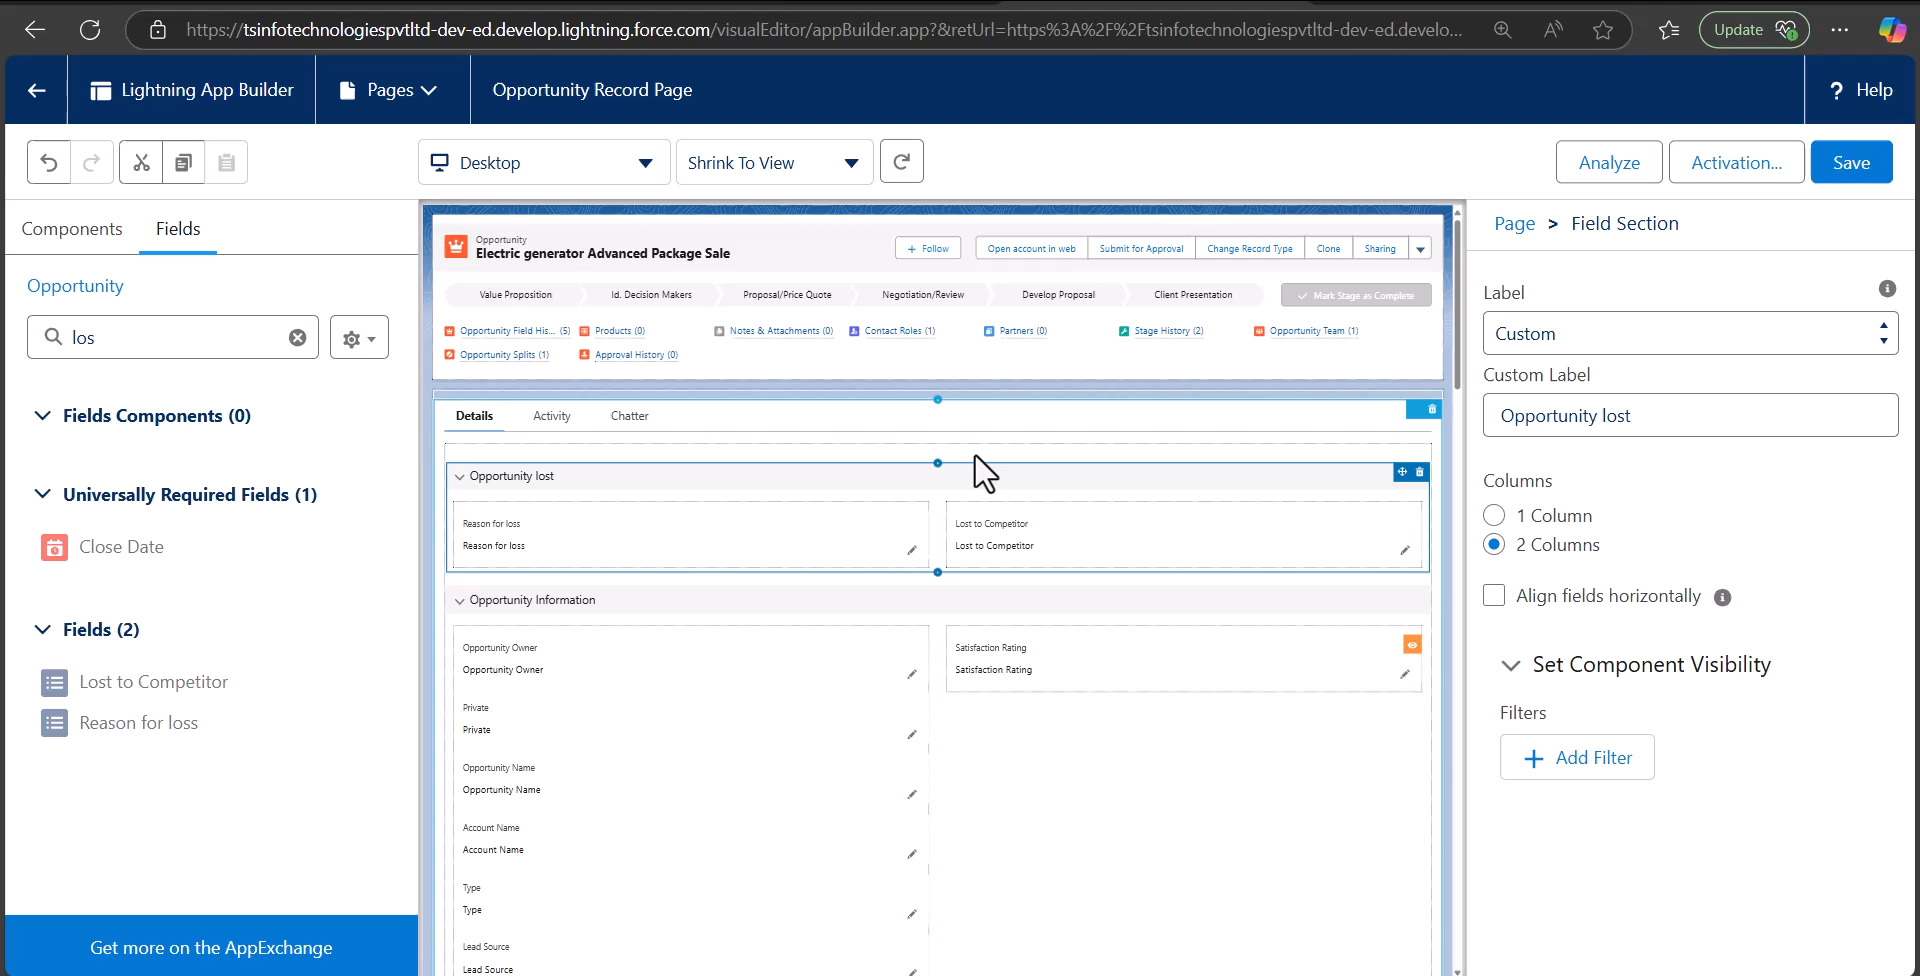 https://tsinfotechnologiespvtltd-dev-ed.develop.lightning.force.com/visualEditor/appBuilder.app?&retUrl=https%3A%2F%2Ftsinfotechnologiespvtltd-dev-ed.develo...
Update
Lightning App Builder
Pages
Opportunity Record Page
? Help
Desktop
Shrink To View
Analyze
Activation...
Save
Components
Fields
Opportunity
los
Fields Components (0)
Universally Required Fields (1)
Close Date
Fields (2)
Lost to Competitor
Reason for loss
Get more on the AppExchange
Opportunity
Electric generator Advanced Package Sale
+ Follow
Open account in web
Submit for Approval
Change Record Type
Clone
Sharing
Value Proposition
Id. Decision Makers
Proposal/Price Quote
Negotiation/Review
Develop Proposal
Client Presentation
Mark Stage as Complete
Opportunity Field His... (5)
Products (0)
Notes & Attachments (0)
Contact Roles (1)
Partners (0)
Stage History (2)
Opportunity Team (1)
Opportunity Splits (1)
Approval History (0)
Details
Activity
Chatter
Opportunity lost
Reason for loss
Reason for loss
Lost to Competitor
Lost to Competitor
Opportunity Information
Opportunity Owner
Opportunity Owner
Satisfaction Rating
Satisfaction Rating
Private
Private
Opportunity Name
Opportunity Name
Account Name
Account Name
Type
Type
Lead Source
Lead Source
Page > Field Section
Label
Custom
Custom Label
Opportunity lost
Columns
1 Column
2 Columns
Align fields horizontally
Set Component Visibility
Filters
+ Add Filter